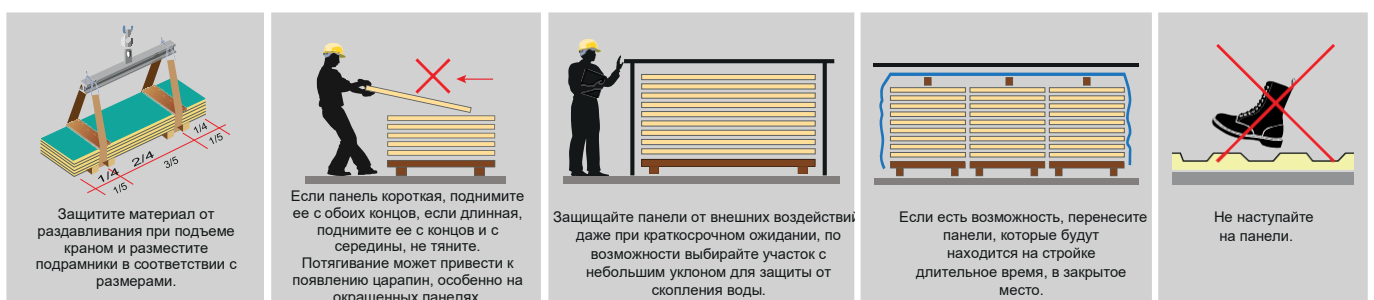 1/4
2/4
1/4
1/5
3/5
1/5
Защитите материал от
раздавливания при подъеме
краном и разместите
подрамники в соответствии с
размерами.
Если панель короткая, поднимите
ее с обоих концов, если длинная,
поднимите ее с концов и с
середины, не тяните.
Потягивание может привести к
появлению царапин, особенно на
окрашенных панелях
Защищайте панели от внешних воздействий
даже при краткосрочном ожидании, по
возможности выбирайте участок с
небольшим уклоном для защиты от
скопления воды.
Если есть возможность, перенесите
панели, которые будут
находится на стройке
длительное время, в закрытое
место.
Не наступайте
на панели.